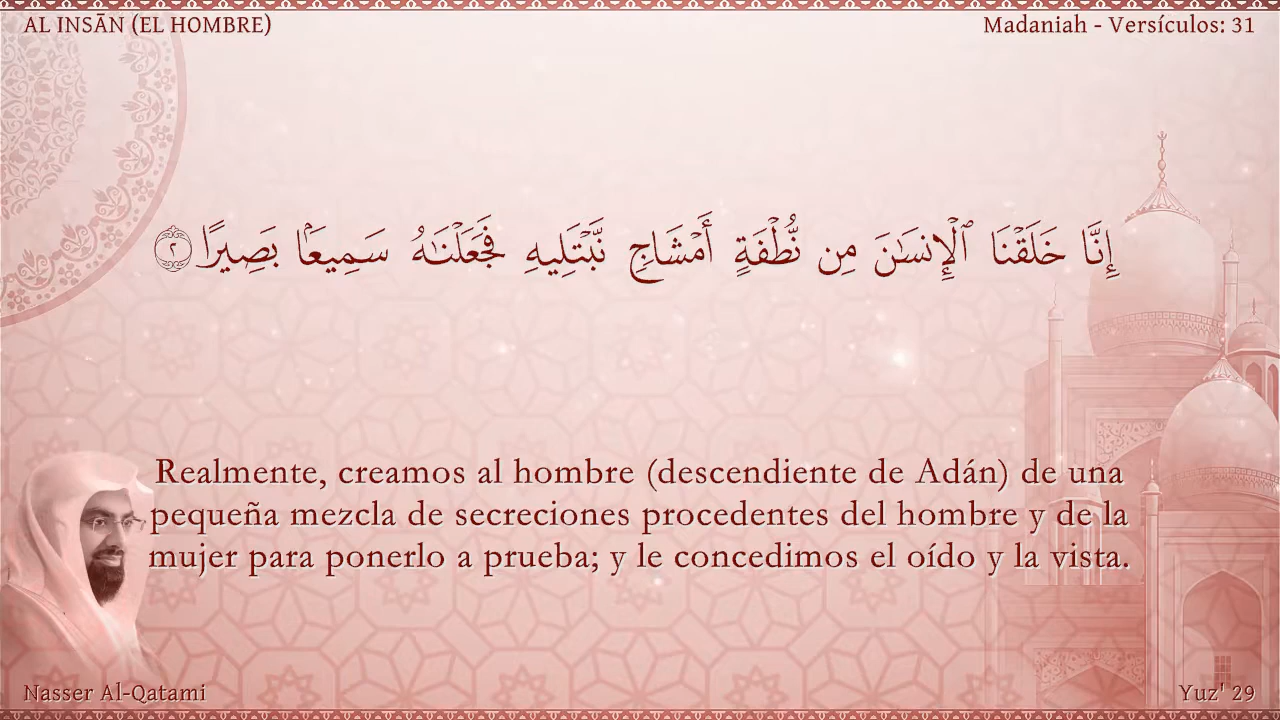 AL INSĀN (EL HOMBRE)
Madaniah - Versículos: 31
إِنَّا خَلَقْنَا ٱلْإِنسَـٰنَ مِن نُّطْفَةٍ أَمْشَاجٍ نَّبْتَلِيهِ فَجَعَلْنَـٰهُ سَمِيعًۢا بَصِيرًا ٢
Realmente, creamos al hombre (descendiente de Adán) de una
pequeña mezcla de secreciones procedentes del hombre y de la
mujer para ponerlo a prueba; y le concedimos el oído y la vista.
Nasser Al-Qatami
Yuz' 29